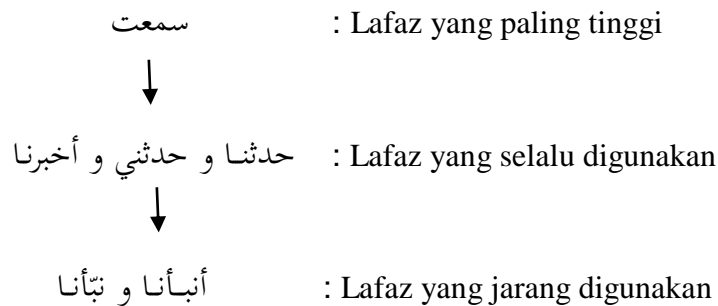 سمعت : Lafaz yang paling tinggi
حدثنا و حدثني و أخبرنا : Lafaz yang selalu digunakan
أنبأنا و نبّأنا : Lafaz yang jarang digunakan